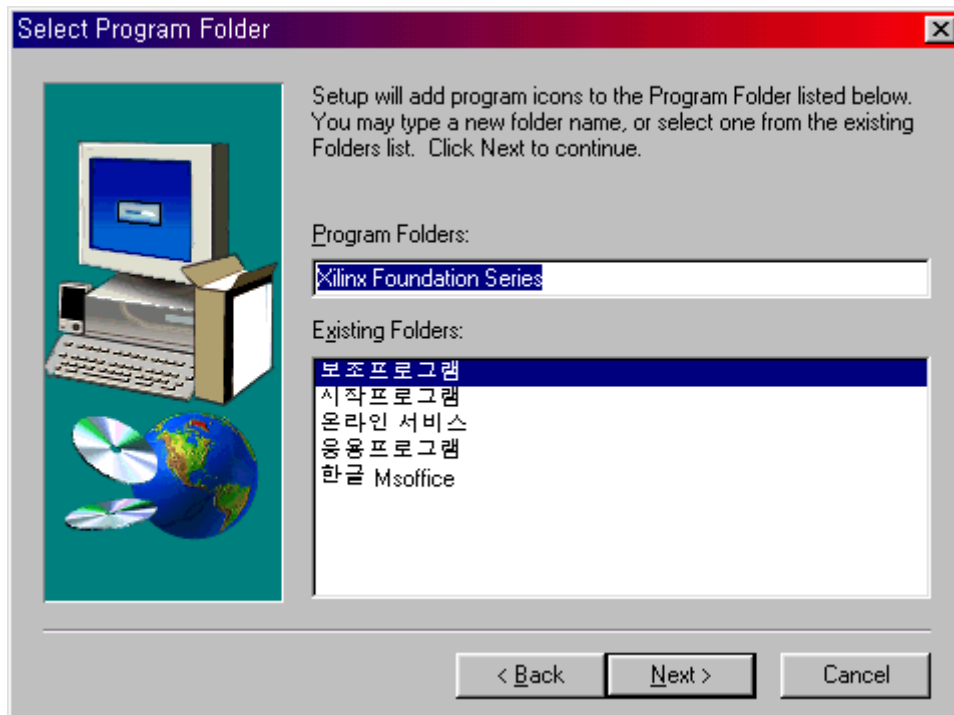 Select Program Folder
Setup will add program icons to the Program Folder listed below.
You may type a new folder name, or select one from the existing
Folders list. Click Next to continue.
Program Folders:
Xilinx Foundation Series
Existing Folders:
보조프로그램
시작프로그램
온라인 서비스
응용프로그램
한글 Msoffice
< Back
Next >
Cancel